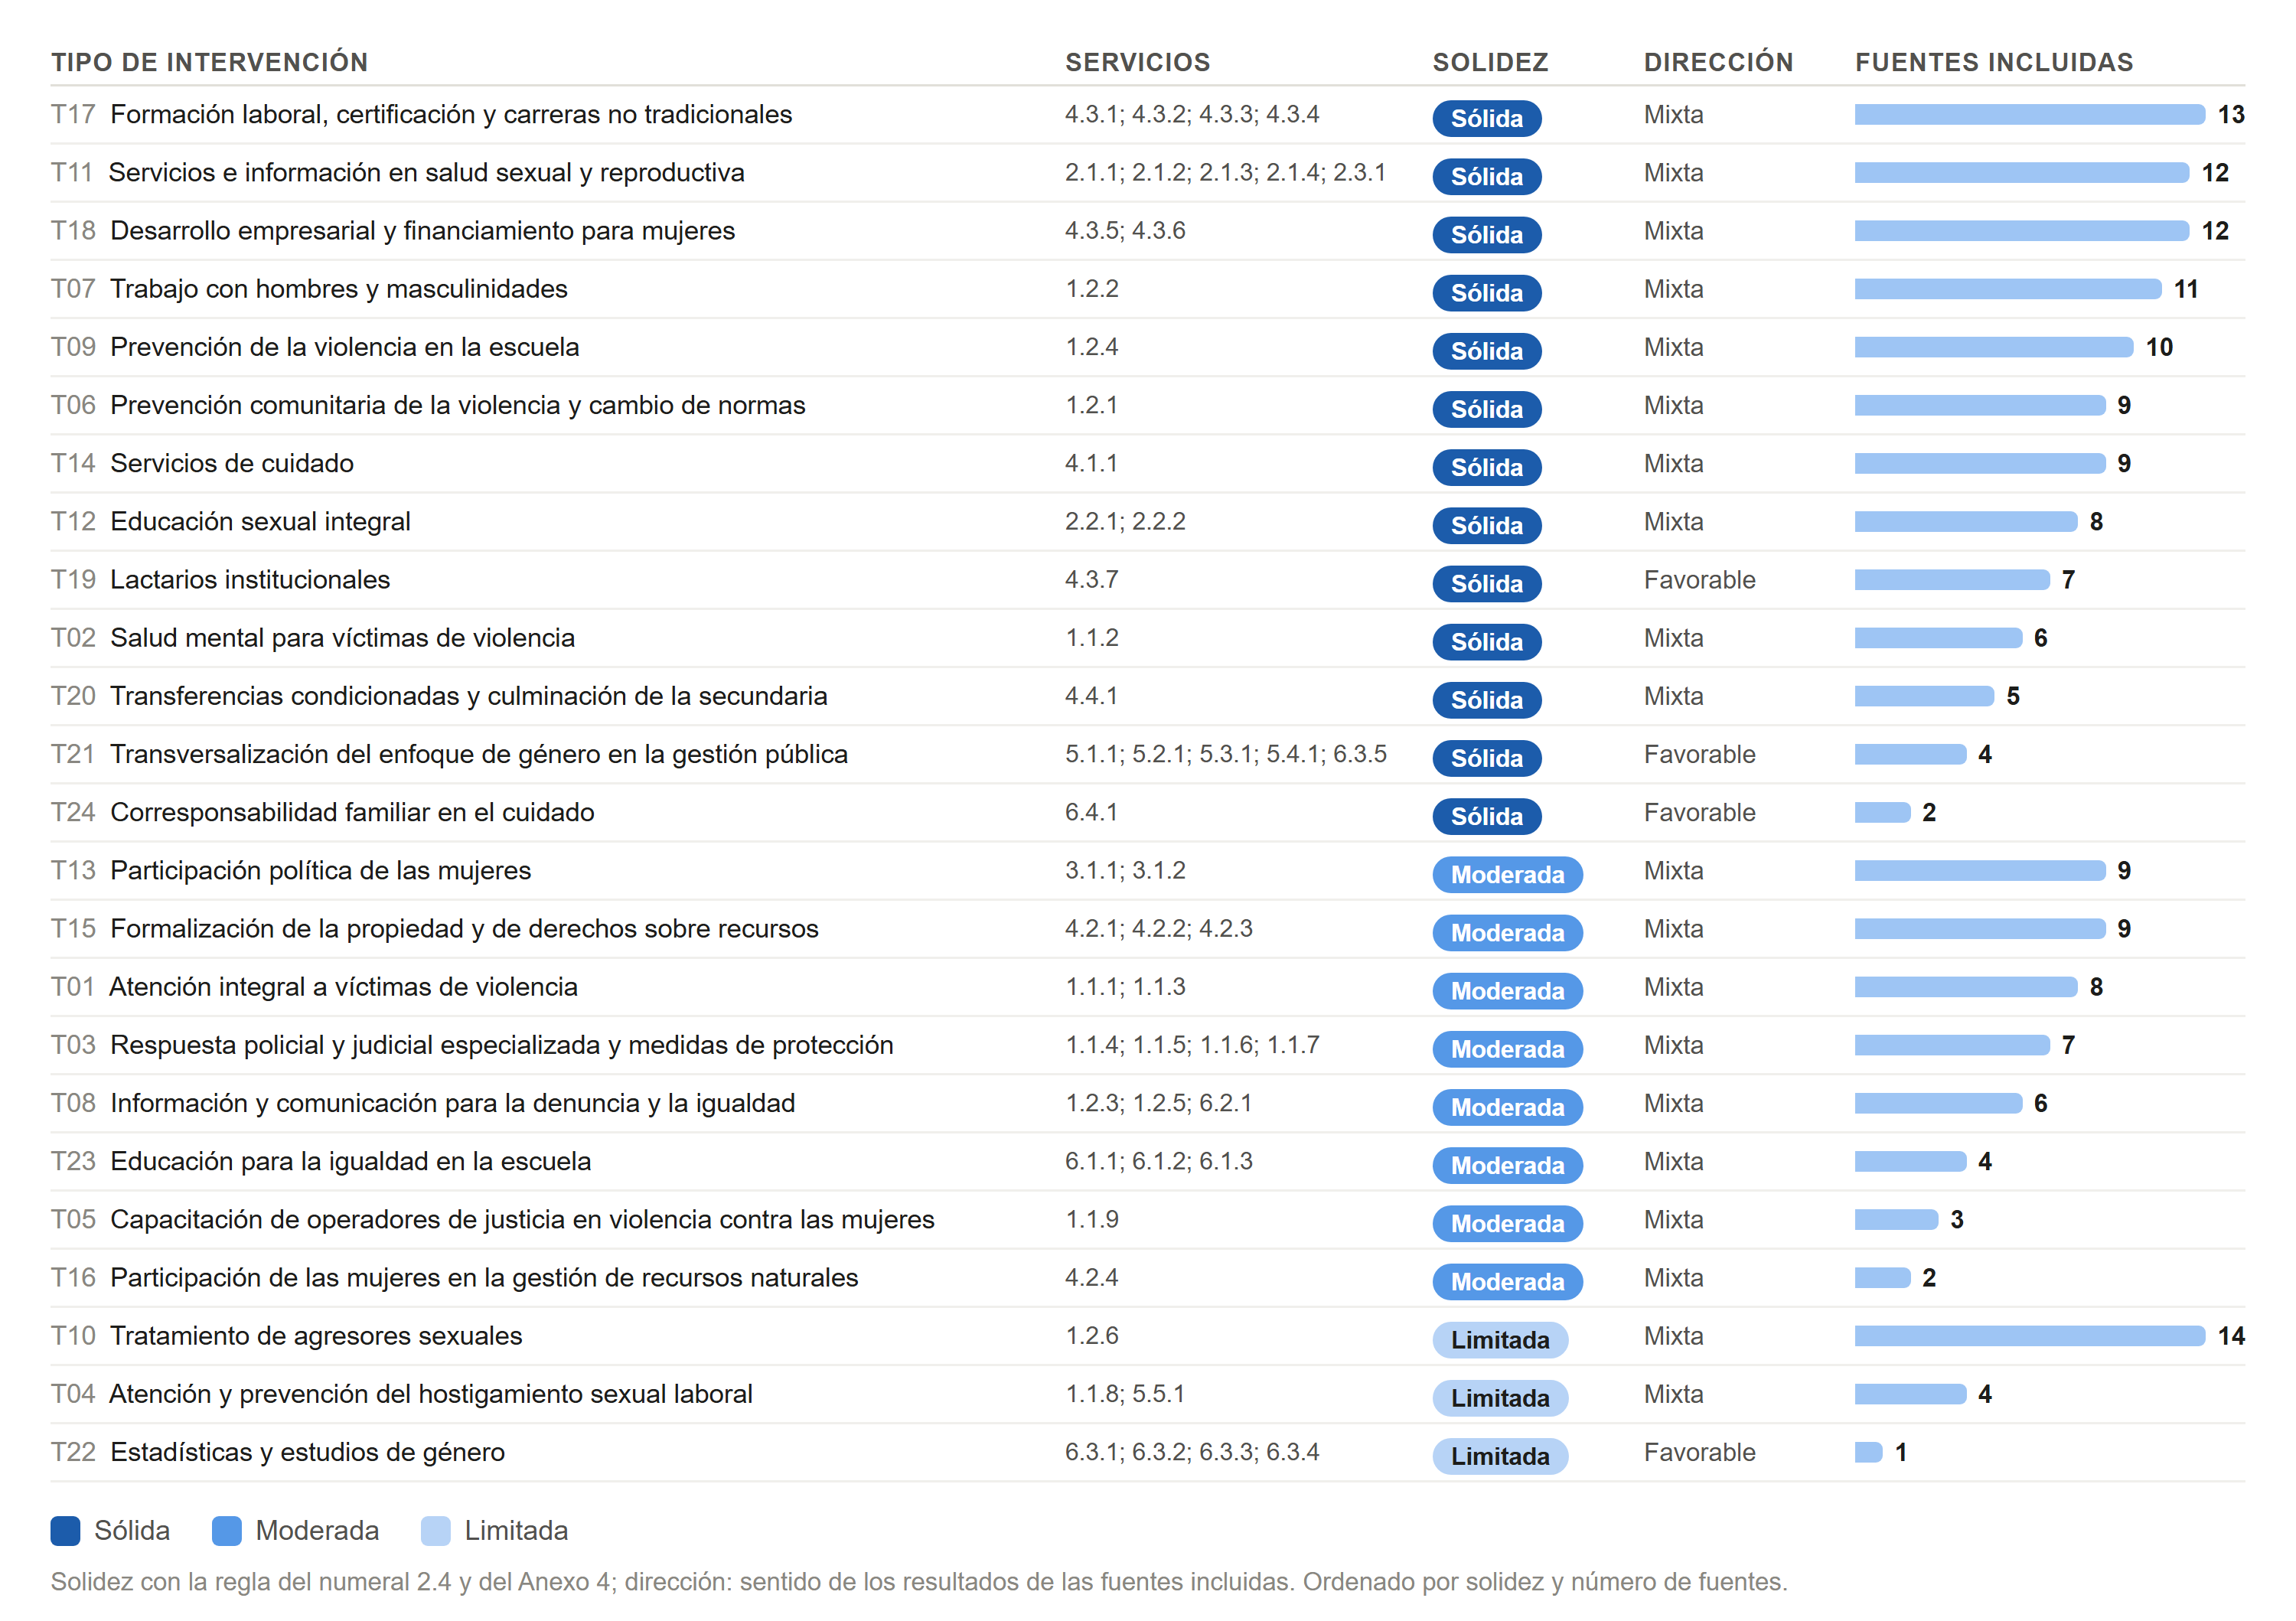 TIPO DE INTERVENCIÓN SERVICIOS SOLIDEZ DIRECCIÓN FUENTES INCLUIDAS
T17 Formación laboral, certificación y carreras no tradicionales 4.3.1; 4.3.2; 4.3.3; 4.3.4 Sólida Mixta 13
T11 Servicios e información en salud sexual y reproductiva 2.1.1; 2.1.2; 2.1.3; 2.1.4; 2.3.1 Sólida Mixta 12
T18 Desarrollo empresarial y financiamiento para mujeres 4.3.5; 4.3.6 Sólida Mixta 12
T07 Trabajo con hombres y masculinidades 1.2.2 Sólida Mixta 11
T09 Prevención de la violencia en la escuela 1.2.4 Sólida Mixta 10
T06 Prevención comunitaria de la violencia y cambio de normas 1.2.1 Sólida Mixta 9
T14 Servicios de cuidado 4.1.1 Sólida Mixta 9
T12 Educación sexual integral 2.2.1; 2.2.2 Sólida Mixta 8
T19 Lactarios institucionales 4.3.7 Sólida Favorable 7
T02 Salud mental para víctimas de violencia 1.1.2 Sólida Mixta 6
T20 Transferencias condicionadas y culminación de la secundaria 4.4.1 Sólida Mixta 5
T21 Transversalización del enfoque de género en la gestión pública 5.1.1; 5.2.1; 5.3.1; 5.4.1; 6.3.5 Sólida Favorable 4
T24 Corresponsabilidad familiar en el cuidado 6.4.1 Sólida Favorable 2
T13 Participación política de las mujeres 3.1.1; 3.1.2 Moderada Mixta 9
T15 Formalización de la propiedad y de derechos sobre recursos 4.2.1; 4.2.2; 4.2.3 Moderada Mixta 9
T01 Atención integral a víctimas de violencia 1.1.1; 1.1.3 Moderada Mixta 8
T03 Respuesta policial y judicial especializada y medidas de protección 1.1.4; 1.1.5; 1.1.6; 1.1.7 Moderada Mixta 7
T08 Información y comunicación para la denuncia y la igualdad 1.2.3; 1.2.5; 6.2.1 Moderada Mixta 6
T23 Educación para la igualdad en la escuela 6.1.1; 6.1.2; 6.1.3 Moderada Mixta 4
T05 Capacitación de operadores de justicia en violencia contra las mujeres 1.1.9 Moderada Mixta 3
T16 Participación de las mujeres en la gestión de recursos naturales 4.2.4 Moderada Mixta 2
T10 Tratamiento de agresores sexuales 1.2.6 Limitada Mixta 14
T04 Atención y prevención del hostigamiento sexual laboral 1.1.8; 5.5.1 Limitada Mixta 4
T22 Estadísticas y estudios de género 6.3.1; 6.3.2; 6.3.3; 6.3.4 Limitada Favorable 1
Sólida Moderada Limitada
Solidez con la regla del numeral 2.4 y del Anexo 4; dirección: sentido de los resultados de las fuentes incluidas. Ordenado por solidez y número de fuentes.